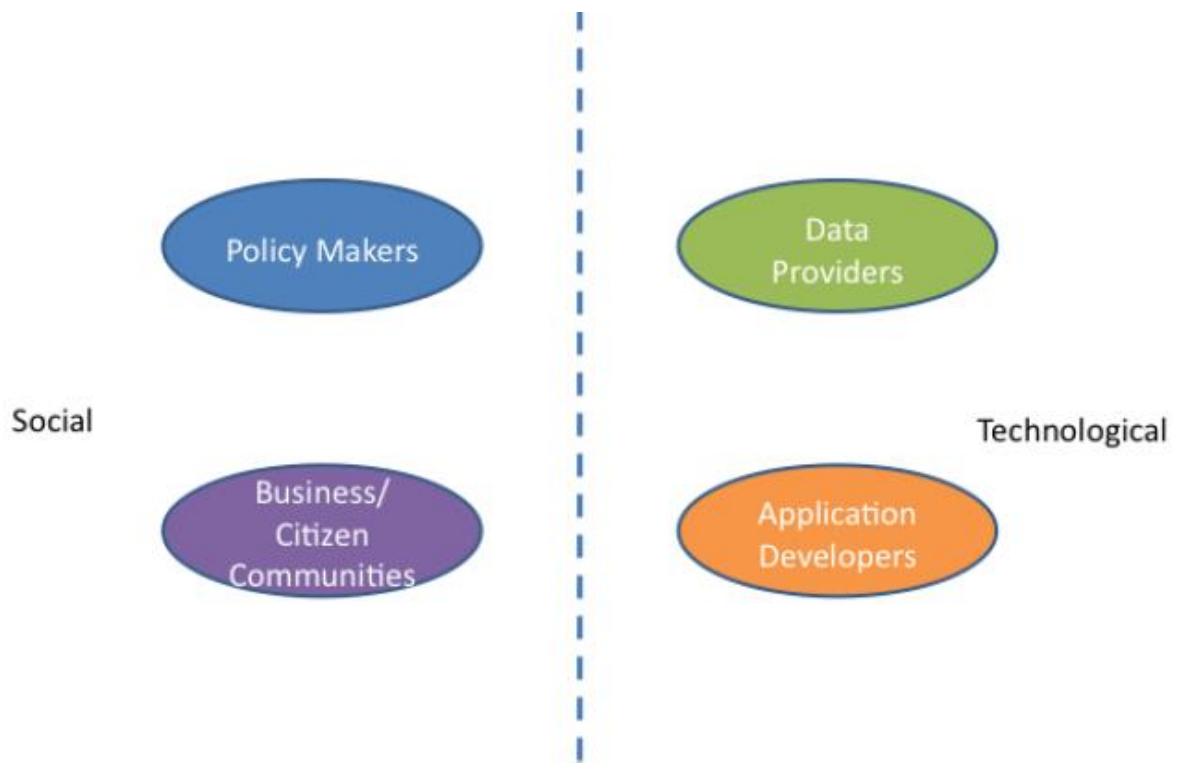 Policy Makers
Data
Providers
Social
Technological
Business/
Citizen
Communities
Application
Developers